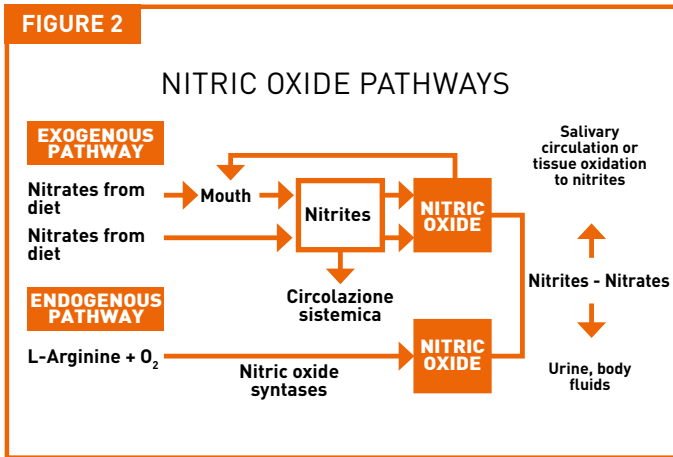 FIGURE 2
NITRIC OXIDE PATHWAYS
EXOGENOUS
PATHWAY
Nitrates from
diet
Mouth
Nitrates from
diet
Nitrites
NITRIC
OXIDE
Circolazione
sistemica
Salivary
circulation or
tissue oxidation
to nitrites
Nitrites - Nitrates
Urine, body
fluids
ENDOGENOUS
PATHWAY
L-Arginine + O₂
Nitric oxide
syntases
NITRIC
OXIDE